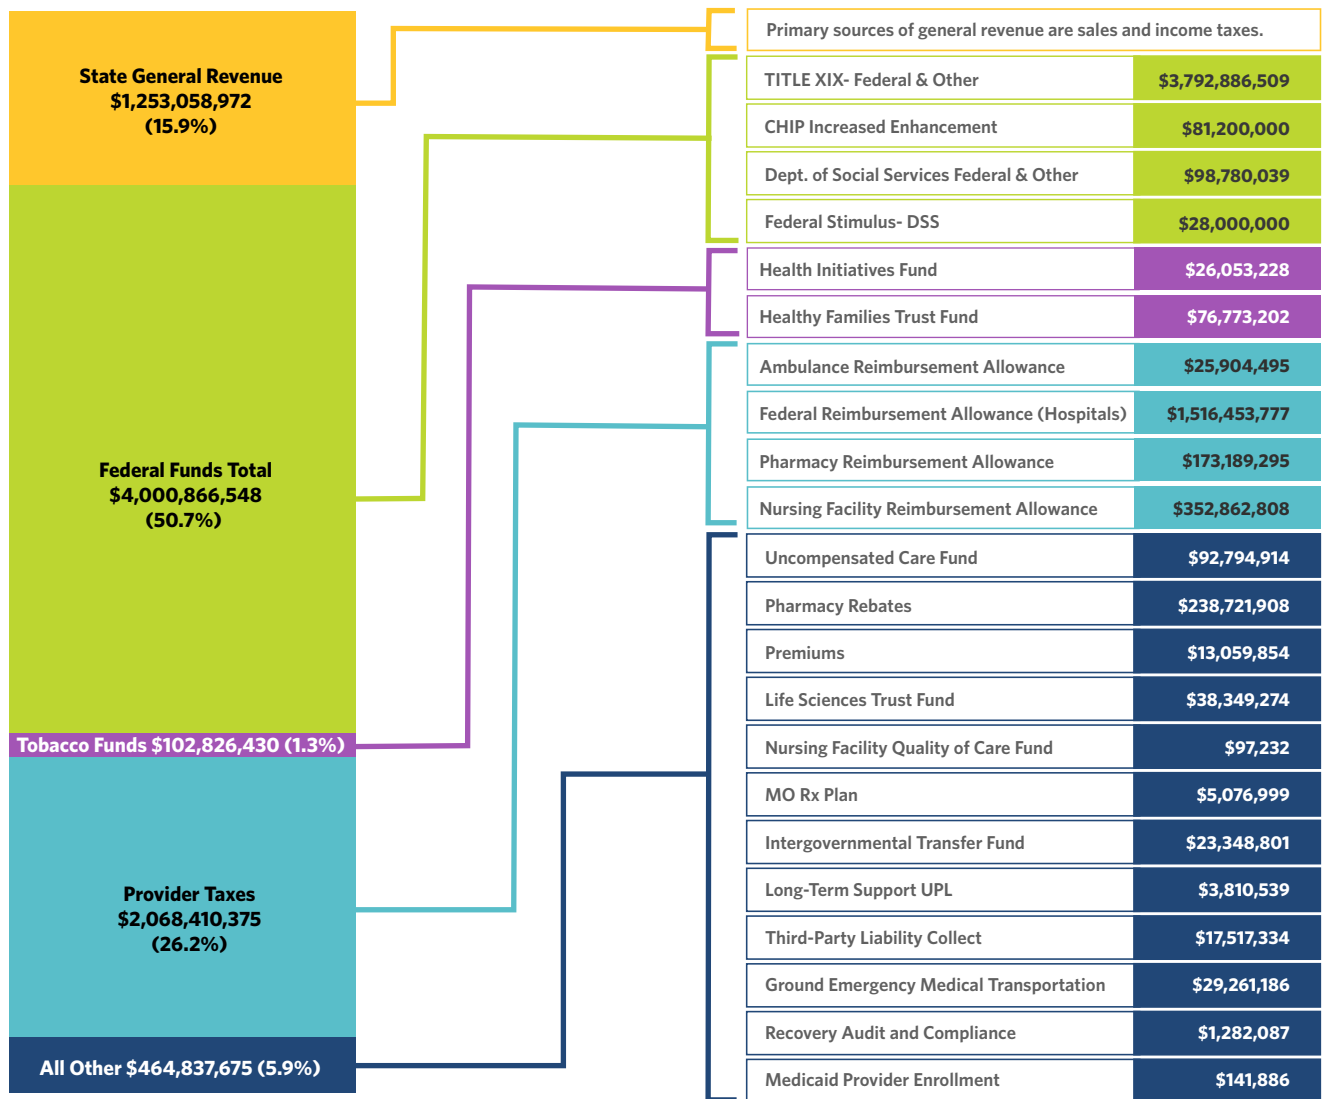 State General Revenue
$1,253,058,972
(15.9%)
Federal Funds Total
$4,000,866,548
(50.7%)
Tobacco Funds $102,826,430 (1.3%)
Provider Taxes
$2,068,410,375
(26.2%)
All Other $464,837,675 (5.9%)
Primary sources of general revenue are sales and income taxes.
TITLE XIX- Federal & Other $3,792,886,509
CHIP Increased Enhancement $81,200,000
Dept. of Social Services Federal & Other $98,780,039
Federal Stimulus- DSS $28,000,000
Health Initiatives Fund $26,053,228
Healthy Families Trust Fund $76,773,202
Ambulance Reimbursement Allowance $25,904,495
Federal Reimbursement Allowance (Hospitals) $1,516,453,777
Pharmacy Reimbursement Allowance $173,189,295
Nursing Facility Reimbursement Allowance $352,862,808
Uncompensated Care Fund $92,794,914
Pharmacy Rebates $238,721,908
Premiums $13,059,854
Life Sciences Trust Fund $38,349,274
Nursing Facility Quality of Care Fund $97,232
MO Rx Plan $5,076,999
Intergovernmental Transfer Fund $23,348,801
Long-Term Support UPL $3,810,539
Third-Party Liability Collect $17,517,334
Ground Emergency Medical Transportation $29,261,186
Recovery Audit and Compliance $1,282,087
Medicaid Provider Enrollment $141,886